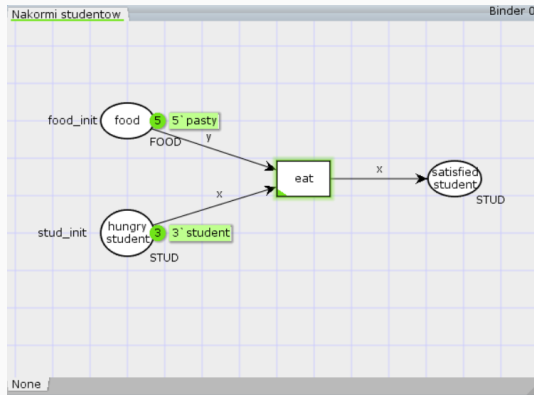 Nakormi studentow
Binder 0
food_init
food
5
5`pasty
FOOD
y
eat
x
satisfied
student
STUD
x
stud_init
hungry
student
3
3`student
STUD
None